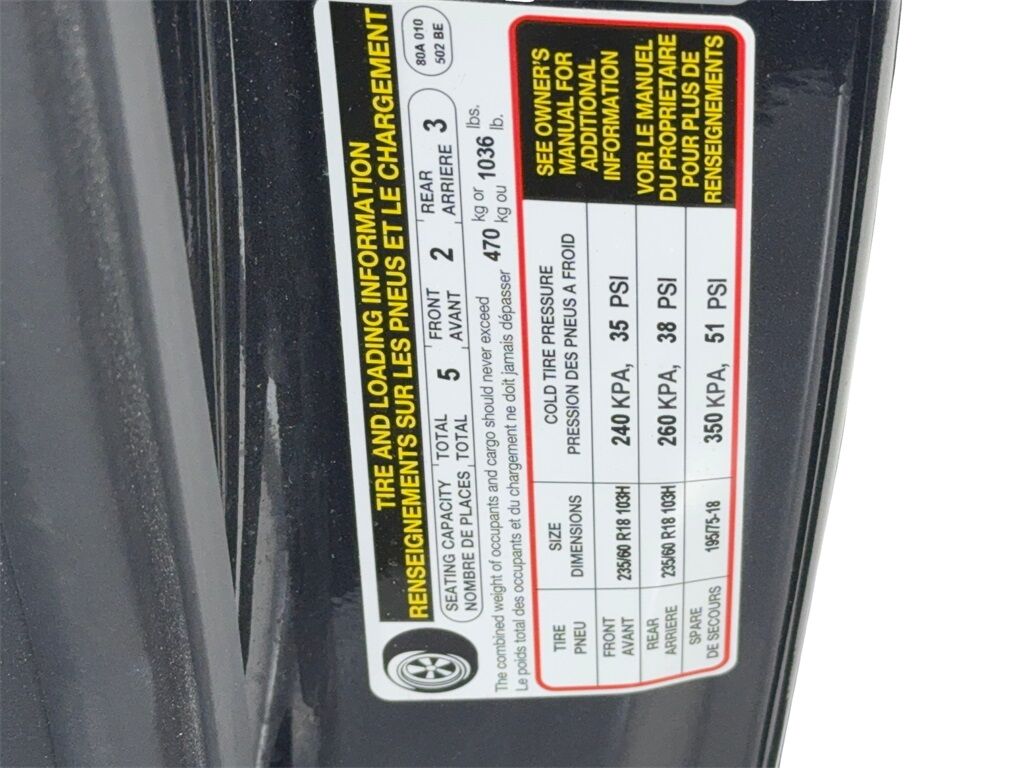 TIRE AND LOADING INFORMATION
RENSEIGNEMENTS SUR LES PNEUS ET LE CHARGEMENT
80A 010
502 BE
SEATING CAPACITY TOTAL 5 FRONT 2 REAR 3
NOMBRE DE PLACES TOTAL AVANT ARRIERE
The combined weight of occupants and cargo should never exceed 470 kg or 1036 lbs.
Le poids total des occupants et du chargement ne doit jamais dépasser kg ou lb.
TIRE SIZE COLD TIRE PRESSURE
PNEU DIMENSIONS PRESSION DES PNEUS A FROID
FRONT 235/60 R18 103H 240 KPA, 35 PSI
AVANT
REAR 235/60 R18 103H 260 KPA, 38 PSI
ARRIERE
SPARE 195/75-18 350 KPA, 51 PSI
DE SECOURS
SEE OWNER'S
MANUAL FOR
ADDITIONAL
INFORMATION
VOIR LE MANUEL
DU PROPRIETAIRE
POUR PLUS DE
RENSEIGNEMENTS